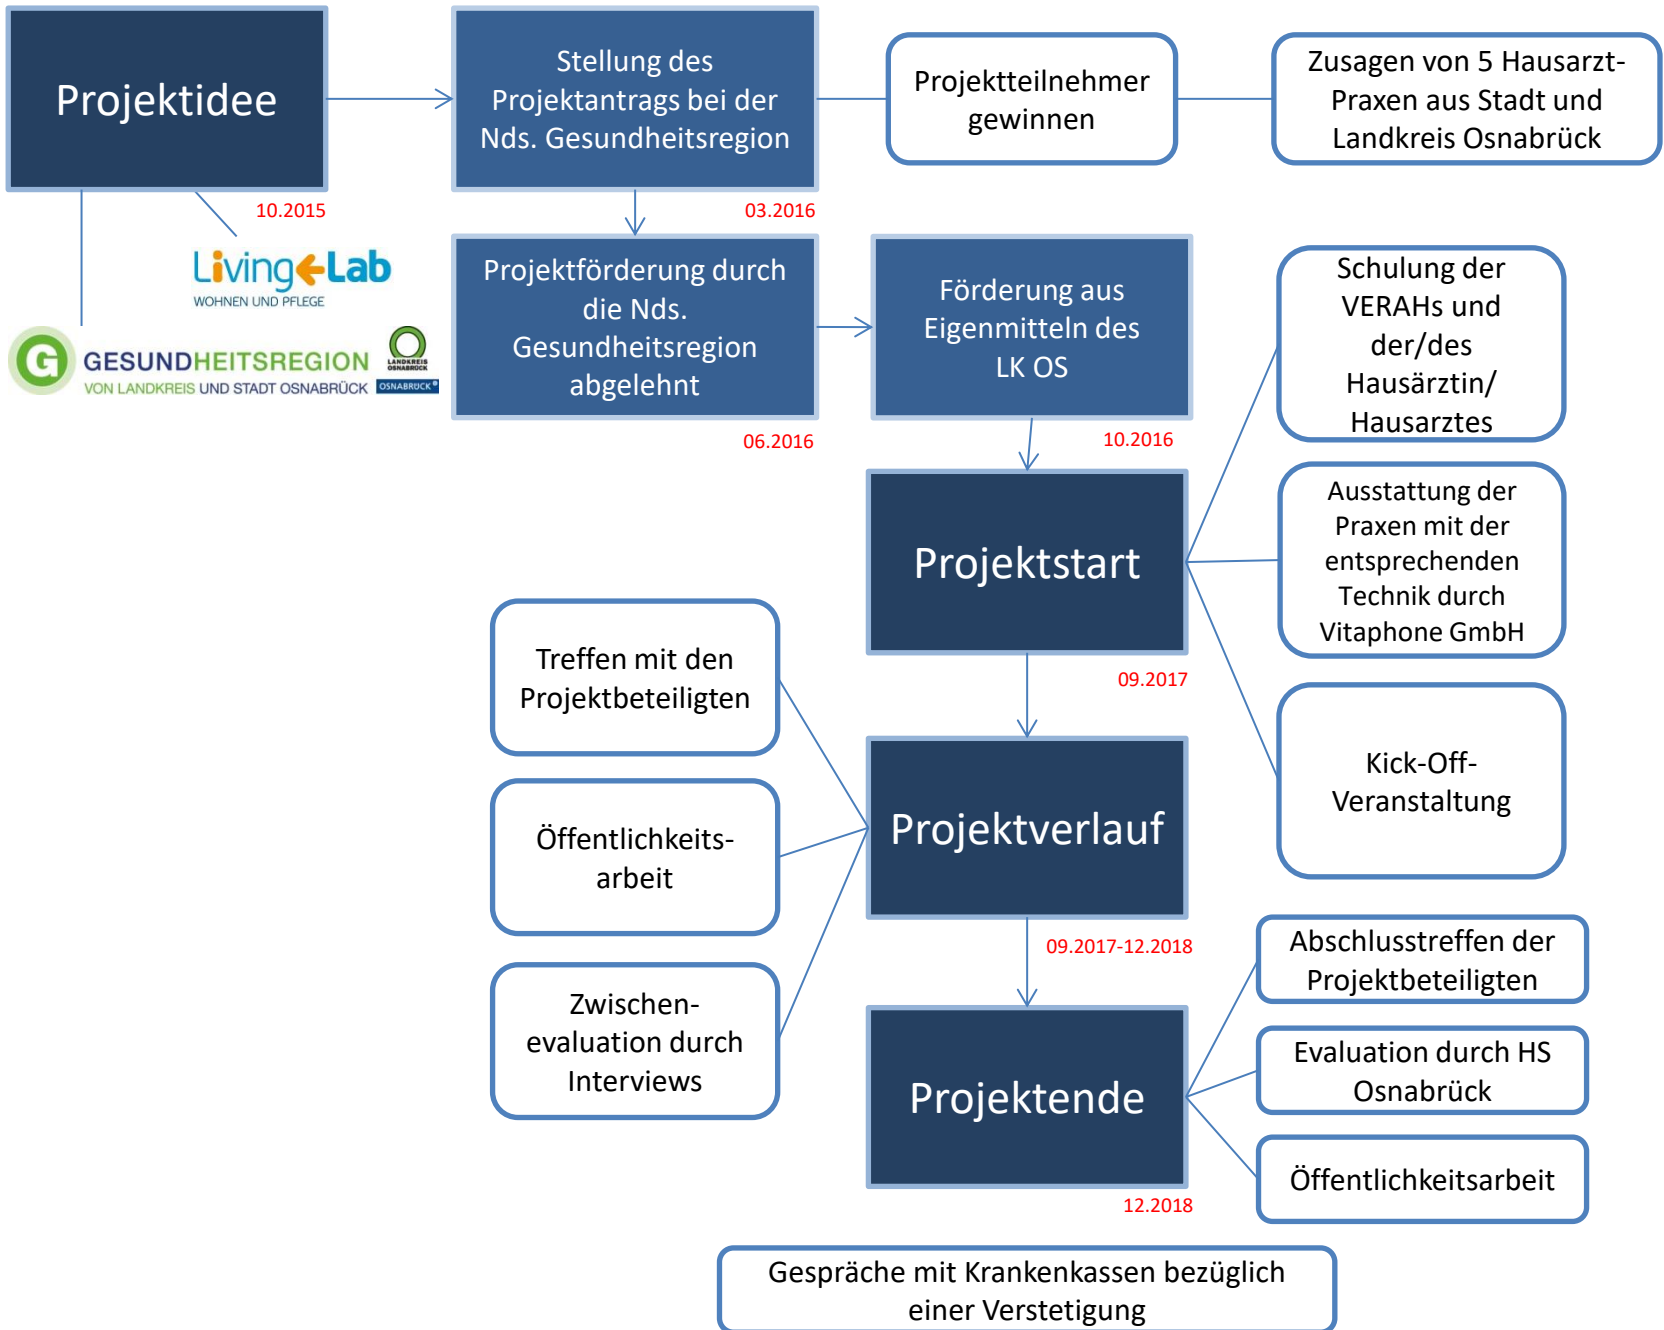 Projektidee
10.2015
Stellung des
Projektantrags bei der
Nds. Gesundheitsregion
03.2016
Projektteilnehmer
gewinnen
Zusagen von 5 Hausarzt-
Praxen aus Stadt und
Landkreis Osnabrück
Living Lab
WOHNEN UND PFLEGE
G
GESUNDHEITSREGION
VON LANDKREIS UND STADT OSNABRÜCK
LANDKREIS
OSNABRÜCK
OSNABRÜCK
Projektförderung durch
die Nds.
Gesundheitsregion
abgelehnt
06.2016
Förderung aus
Eigenmitteln des
LK OS
10.2016
Projektstart
09.2017
Schulung der
VERAHs und
der/des
Hausärztin/
Hausarztes
Ausstattung der
Praxen mit der
entsprechenden
Technik durch
Vitaphone GmbH
Kick-Off-
Veranstaltung
Treffen mit den
Projektbeteiligten
Öffentlichkeits-
arbeit
Zwischen-
evaluation durch
Interviews
Projektverlauf
09.2017-12.2018
Projektende
12.2018
Abschlusstreffen der
Projektbeteiligten
Evaluation durch HS
Osnabrück
Öffentlichkeitsarbeit
Gespräche mit Krankenkassen bezüglich
einer Verstetigung